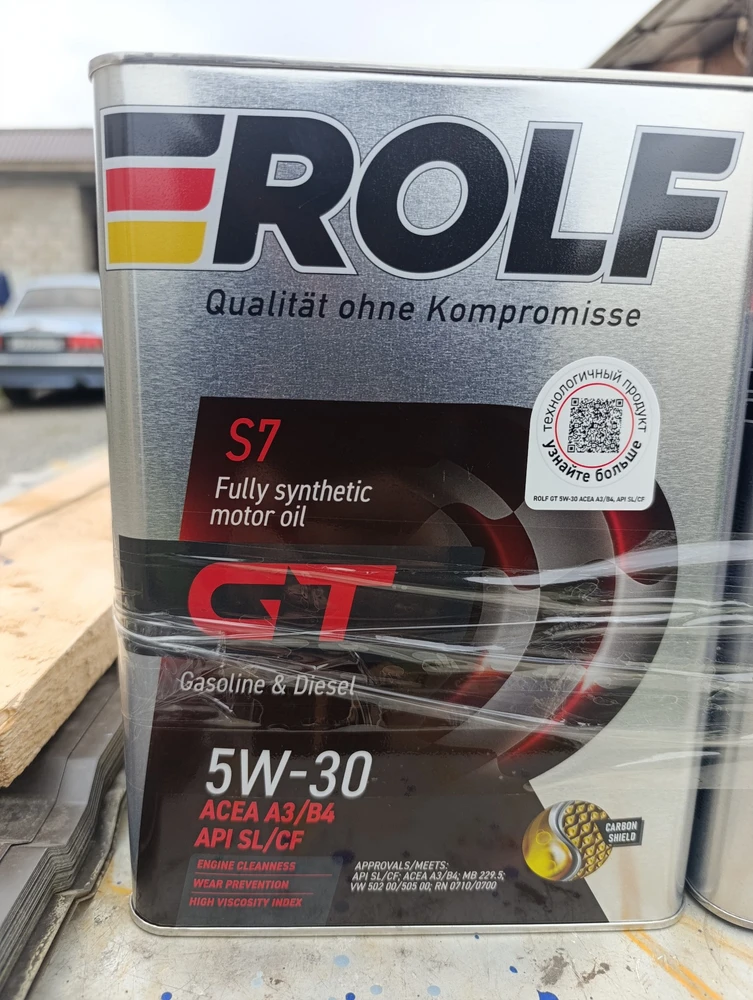 ROLF
Qualität ohne Kompromisse
ТЕХНОЛОГИЧНЫЙ ПРОДУКТ
Узнайте больше
ROLF GT 5W-30 ACEA A3/B4, API SL/CF
S7
Fully synthetic
motor oil
GT
Gasoline & Diesel
5W-30
ACEA A3/B4
API SL/CF
ENGINE CLEANNESS
WEAR PREVENTION
HIGH VISCOSITY INDEX
APPROVALS/MEETS:
API SL/CF; ACEA A3/B4; MB 229.5;
VW 502 00/505 00; RN 0710/0700
CARBON
SHIELD